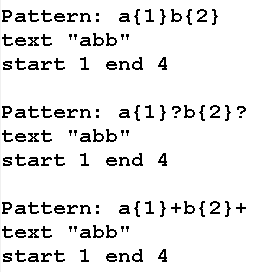 Pattern: a{1}b{2}
text "abb"
start 1 end 4
Pattern: a{1}?b{2}?
text "abb"
start 1 end 4
Pattern: a{1}+b{2}+
text "abb"
start 1 end 4